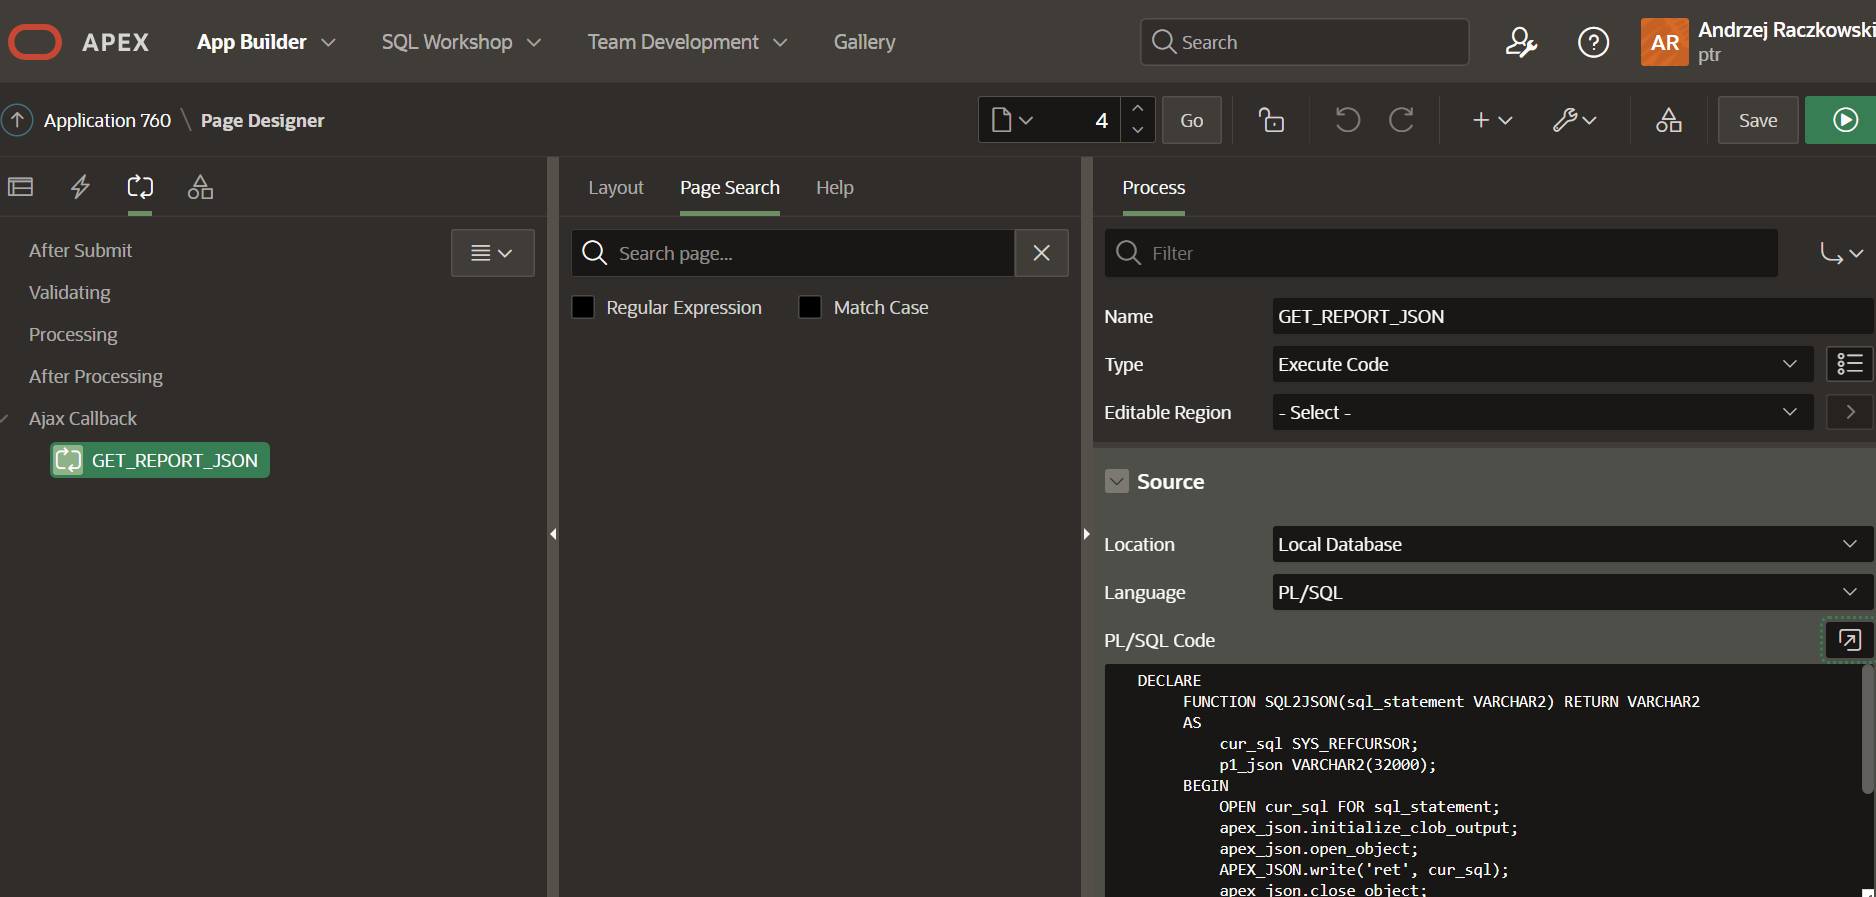 APEX App Builder SQL Workshop Team Development Gallery Search ? AR Andrzej Raczkowski
ptr
Application 760 \ Page Designer 4 Go Save
Layout Page Search Help Process
After Submit
Search page...
Filter
Validating
Regular Expression Match Case
Name GET_REPORT_JSON
Processing
Type Execute Code
After Processing
Editable Region - Select -
Ajax Callback
GET_REPORT_JSON
Source
Location Local Database
Language PL/SQL
PL/SQL Code
DECLARE
FUNCTION SQL2JSON(sql_statement VARCHAR2) RETURN VARCHAR2
AS
cur_sql SYS_REFCURSOR;
p1_json VARCHAR2(32000);
BEGIN
OPEN cur_sql FOR sql_statement;
apex_json.initialize_clob_output;
apex_json.open_object;
APEX_JSON.write('ret', cur_sql);
apex_json.close_object;